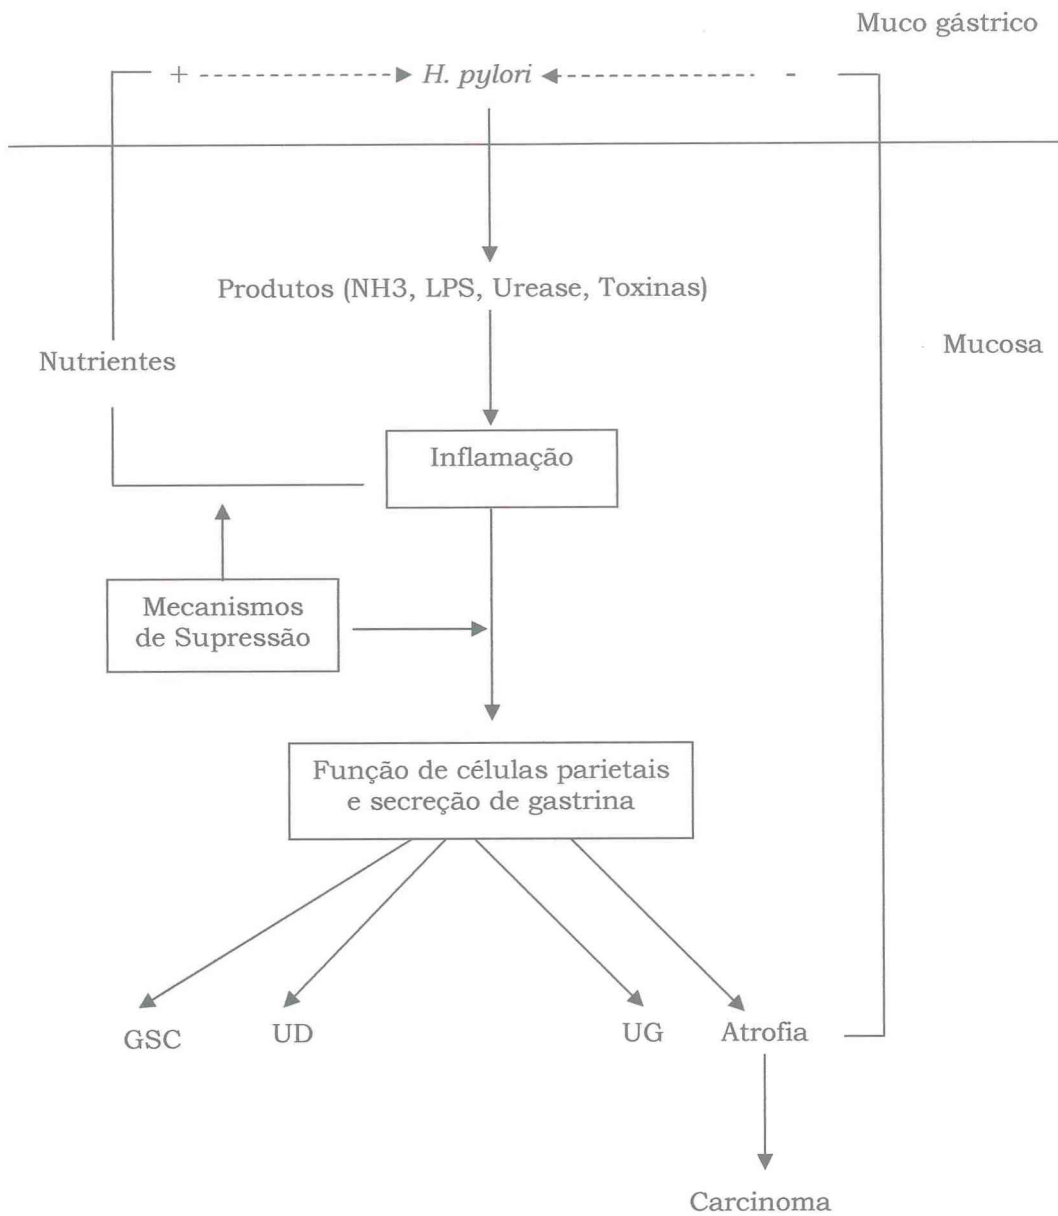 Muco gástrico
+ H. pylori -
Produtos (NH3, LPS, Urease, Toxinas)
Nutrientes
Mucosa
Inflamação
Mecanismos
de Supressão
Função de células parietais
e secreção de gastrina
GSC
UD
UG
Atrofia
Carcinoma